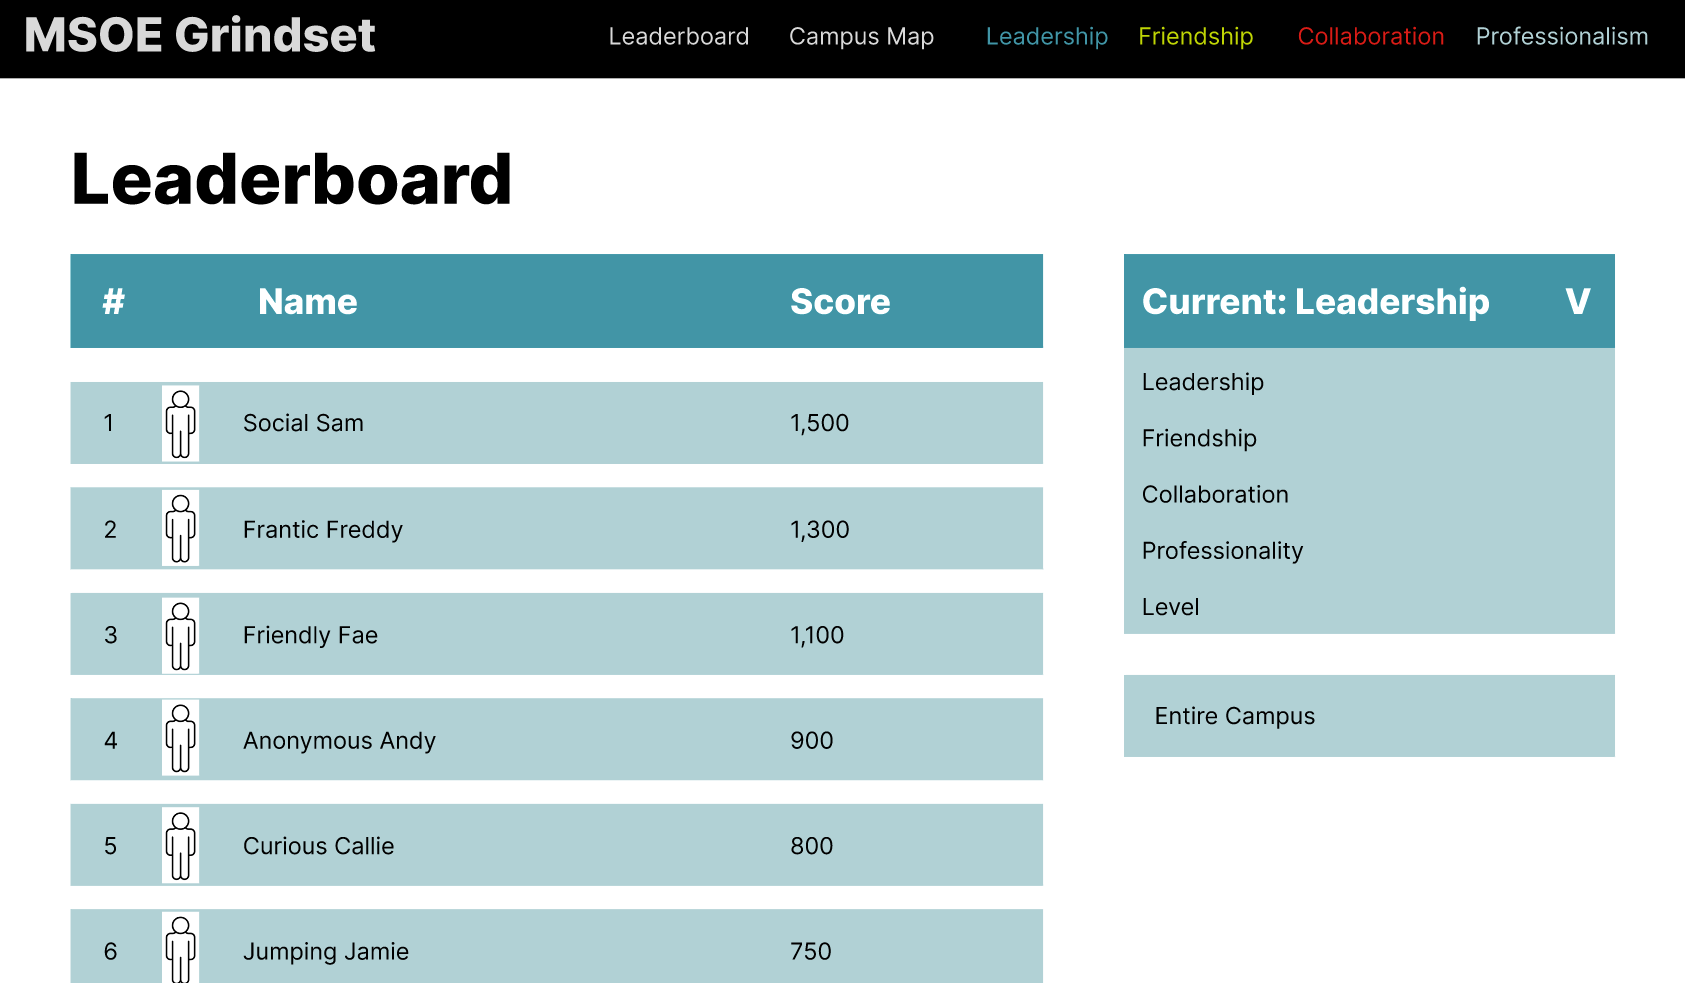 MSOE Grindset Leaderboard Campus Map Leadership Friendship Collaboration Professionalism
Leaderboard
# Name Score
1 Social Sam 1,500
2 Frantic Freddy 1,300
3 Friendly Fae 1,100
4 Anonymous Andy 900
5 Curious Callie 800
6 Jumping Jamie 750
Current: Leadership V
Leadership
Friendship
Collaboration
Professionality
Level
Entire Campus